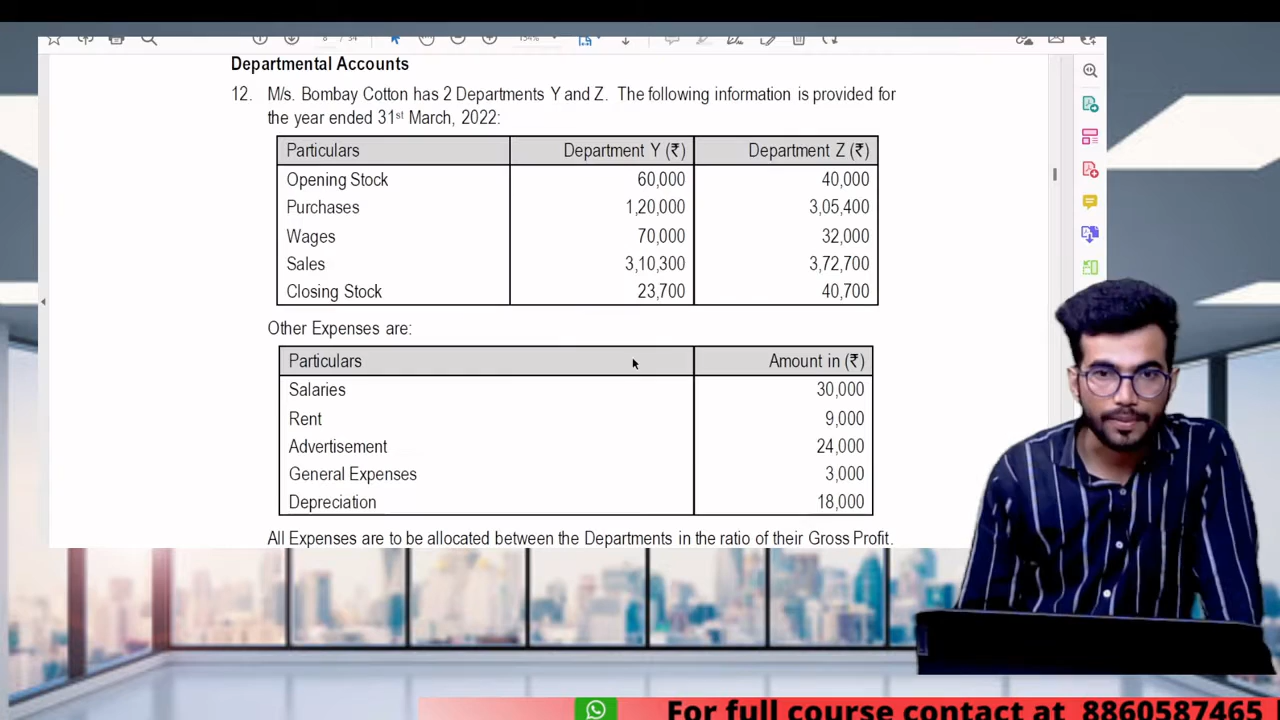 Departmental Accounts
12. M/s. Bombay Cotton has 2 Departments Y and Z. The following information is provided for
the year ended 31st March, 2022:
Particulars Department Y (₹) Department Z (₹)
Opening Stock 60,000 40,000
Purchases 1,20,000 3,05,400
Wages 70,000 32,000
Sales 3,10,300 3,72,700
Closing Stock 23,700 40,700
Other Expenses are:
Particulars Amount in (₹)
Salaries 30,000
Rent 9,000
Advertisement 24,000
General Expenses 3,000
Depreciation 18,000
All Expenses are to be allocated between the Departments in the ratio of their Gross Profit.
For full course contact at 8860587465